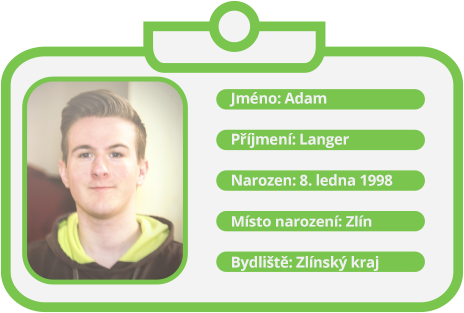 Jméno: Adam
Příjmení: Langer
Narozen: 8. ledna 1998
Místo narození: Zlín
Bydliště: Zlínský kraj